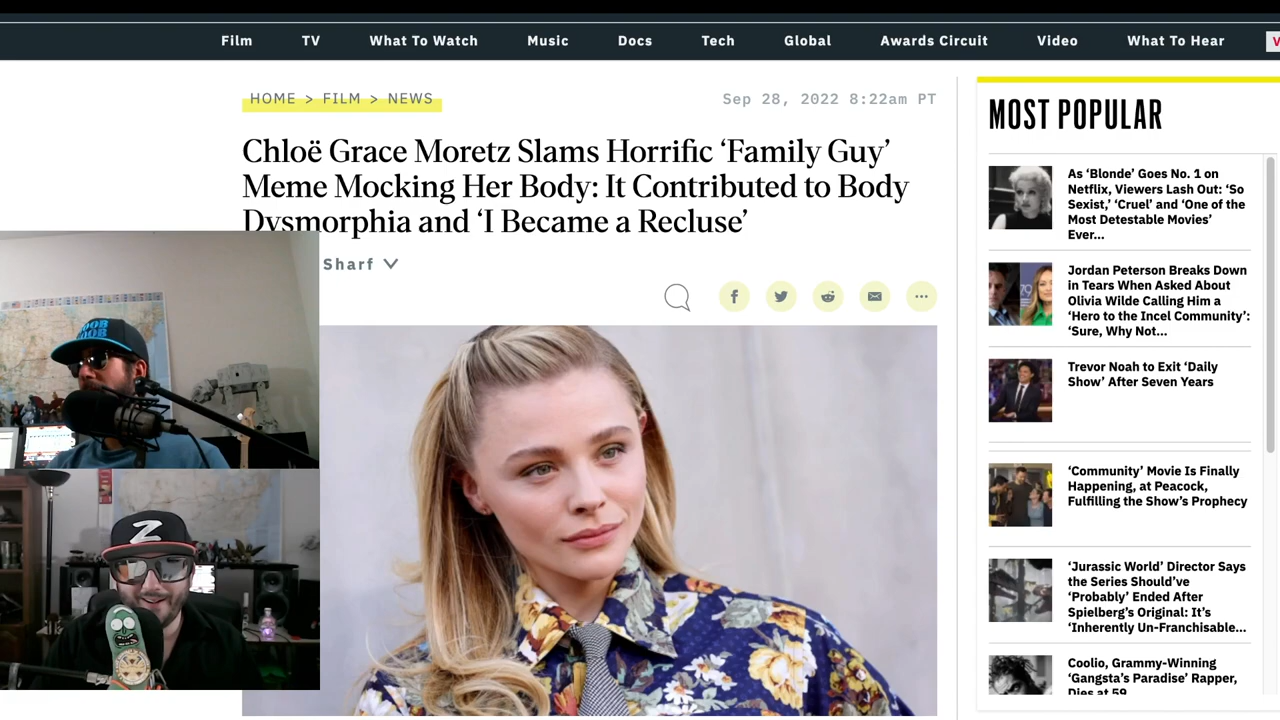 Film TV What To Watch Music Docs Tech Global Awards Circuit Video What To Hear V
HOME > FILM > NEWS
Sep 28, 2022 8:22am PT
Chloë Grace Moretz Slams Horrific ‘Family Guy’
Meme Mocking Her Body: It Contributed to Body
Dysmorphia and ‘I Became a Recluse’
Sharf
MOST POPULAR
As ‘Blonde’ Goes No. 1 on
Netflix, Viewers Lash Out: ‘So
Sexist,’ ‘Cruel’ and ‘One of the
Most Detestable Movies’
Ever...
Jordan Peterson Breaks Down
in Tears When Asked About
Olivia Wilde Calling Him a
‘Hero to the Incel Community’:
‘Sure, Why Not...
Trevor Noah to Exit ‘Daily
Show’ After Seven Years
‘Community’ Movie Is Finally
Happening, at Peacock,
Fulfilling the Show’s Prophecy
‘Jurassic World’ Director Says
the Series Should’ve
‘Probably’ Ended After
Spielberg’s Original: It’s
‘Inherently Un-Franchisable...
Coolio, Grammy-Winning
‘Gangsta’s Paradise’ Rapper,
Dies at 59
NOOB
NOOB
Z